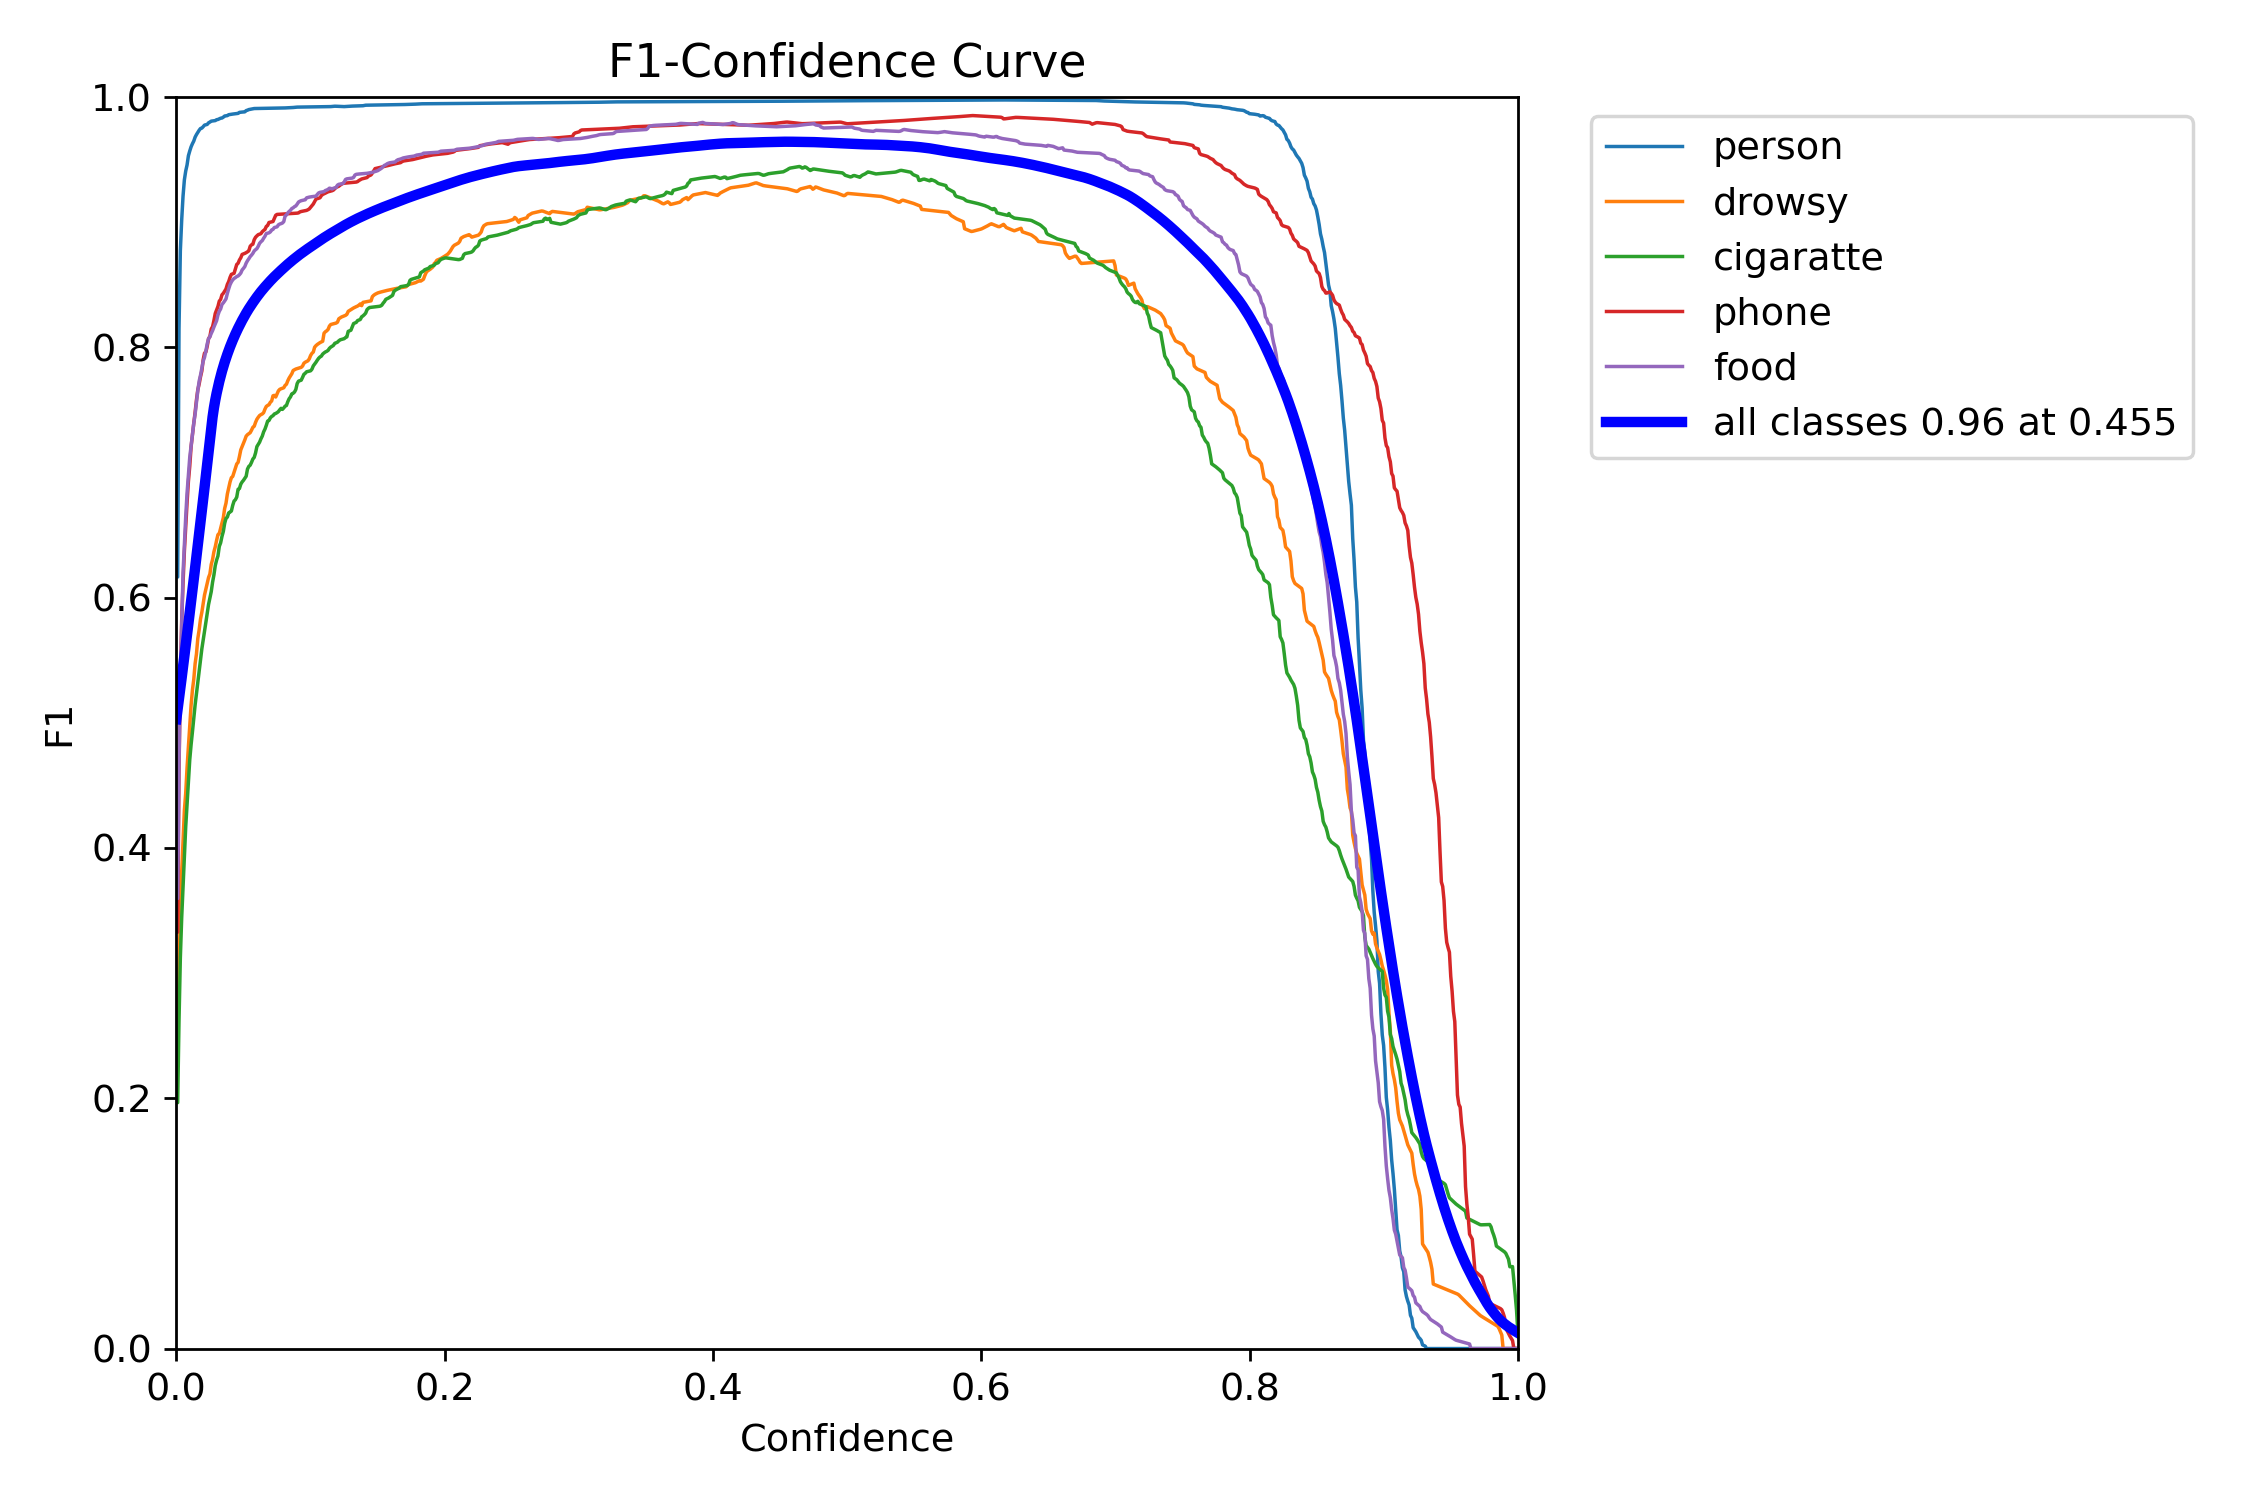 F1-Confidence Curve
1.0
0.8
0.6
0.4
0.2
0.0
F1
0.0 0.2 0.4 0.6 0.8 1.0
Confidence
person
drowsy
cigaratte
phone
food
all classes 0.96 at 0.455